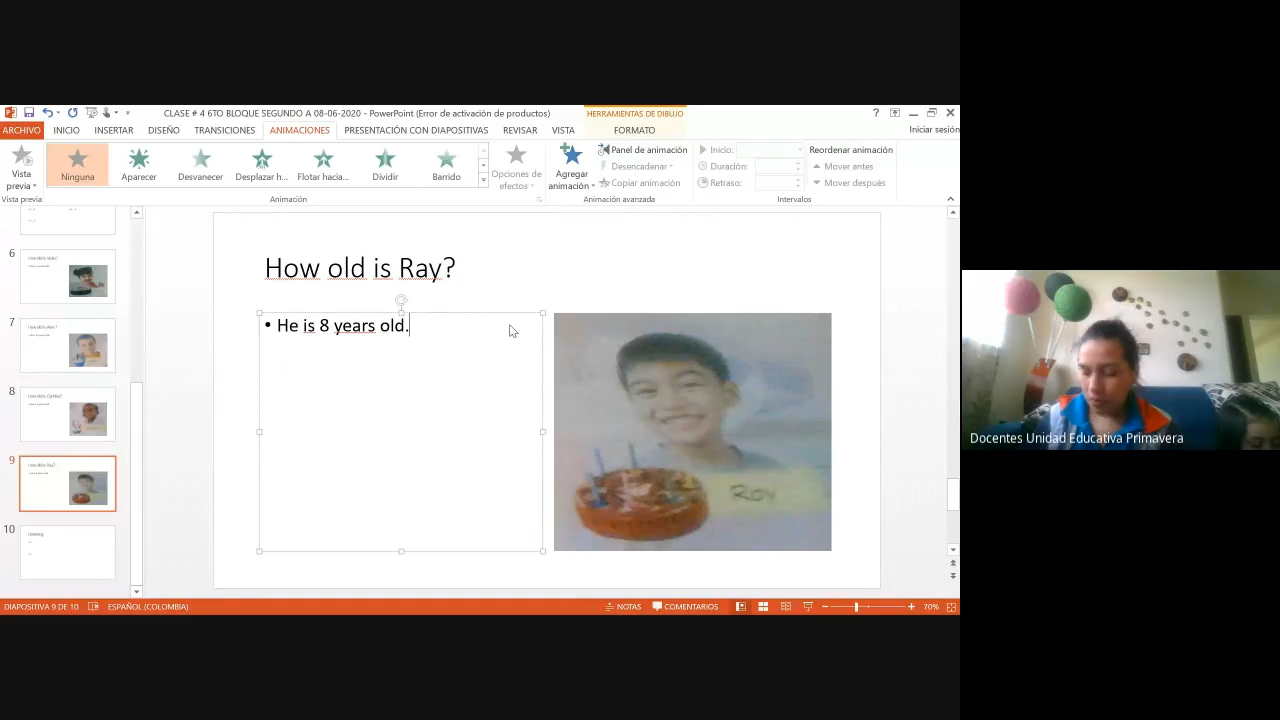 CLASE # 4 6TO BLOQUE SEGUNDO A 08-06-2020 - PowerPoint (Error de activación de productos)
HERRAMIENTAS DE DIBUJO
ARCHIVO INICIO INSERTAR DISEÑO TRANSICIONES ANIMACIONES PRESENTACIÓN CON DIAPOSITIVAS REVISAR VISTA FORMATO
Iniciar sesión
Vista previa
Ninguna Aparecer Desvanecer Desplazar h... Flotar hacia... Dividir Barrido
Opciones de efectos
Agregar animación
Panel de animación
Desencadenar
Copiar animación
Inicio:
Duración:
Retraso:
Reordenar animación
Mover antes
Mover después
Vista previa Animación Animación avanzada Intervalos
6
7
8
9
10
How old is Ray?
• He is 8 years old.
Ray
Docentes Unidad Educativa Primavera
DIAPOSITIVA 9 DE 10 ESPAÑOL (COLOMBIA) NOTAS COMENTARIOS 70%